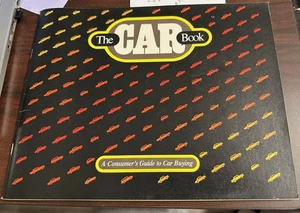 The
CAR
Book
A Consumer's Guide to Car Buying